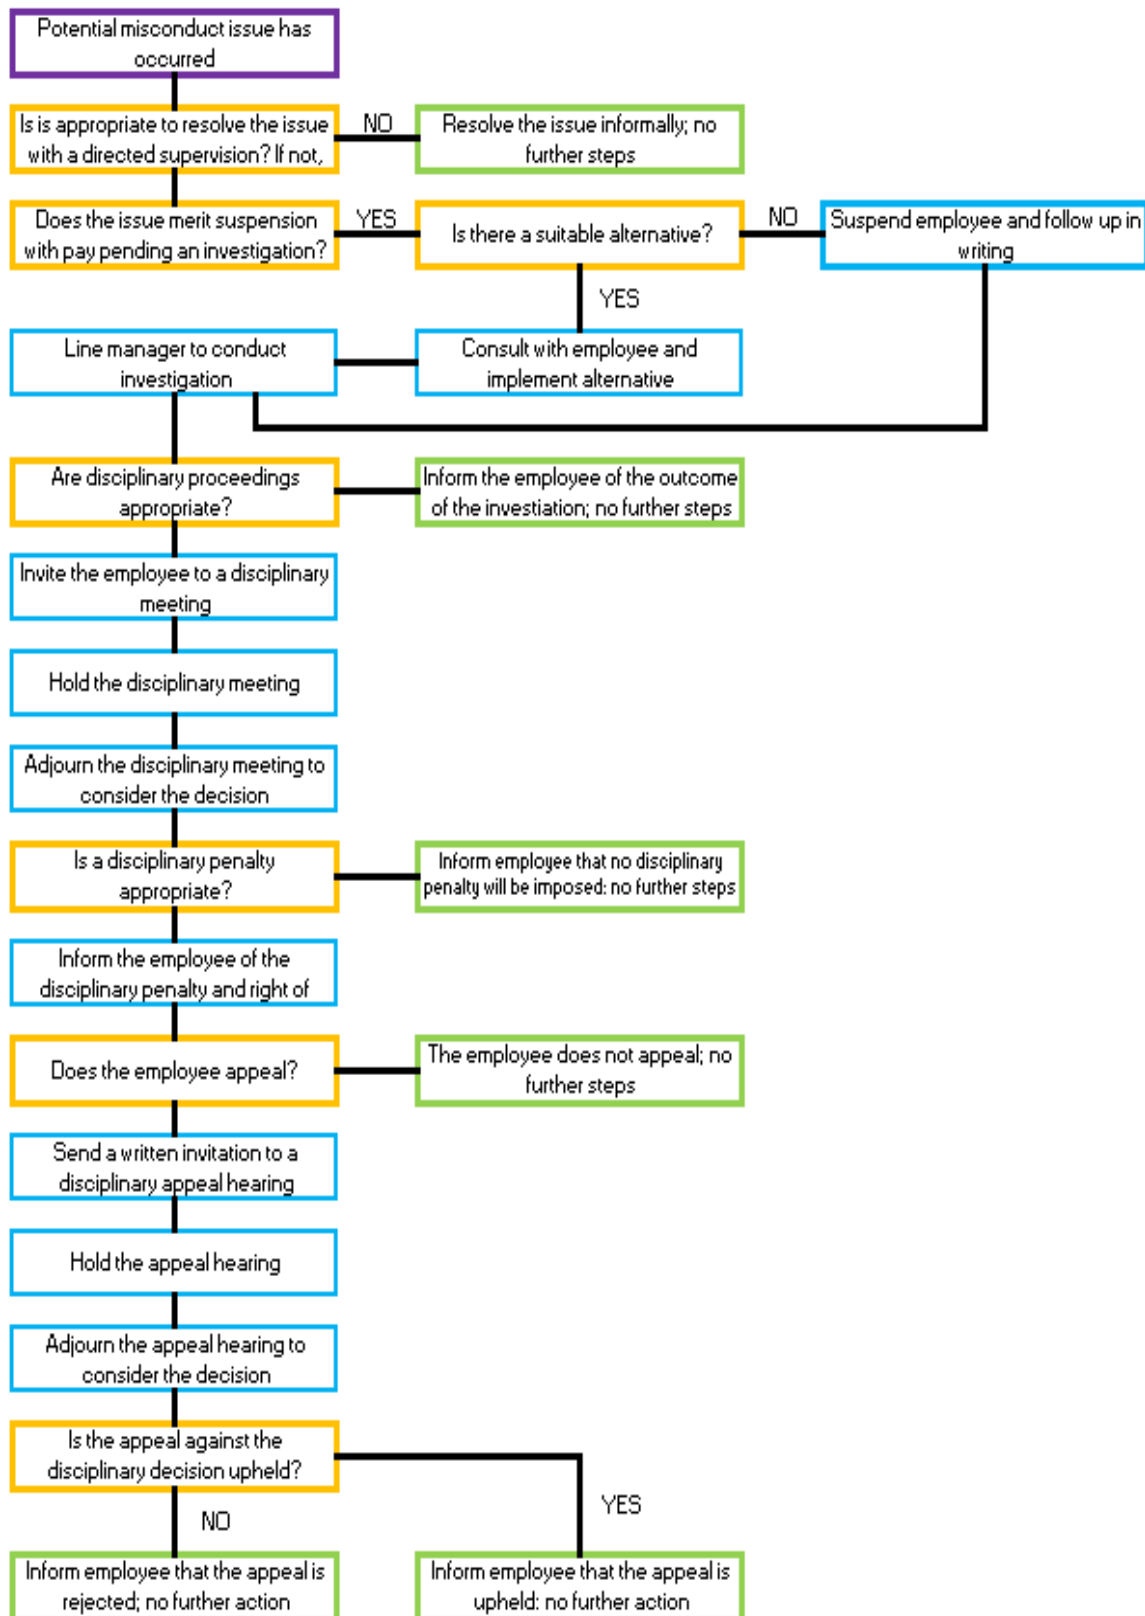 Potential misconduct issue has
occurred
Is is appropriate to resolve the issue
with a directed supervision? If not,
NO
Resolve the issue informally; no
further steps
Does the issue merit suspension
with pay pending an investigation?
YES
Is there a suitable alternative?
NO
Suspend employee and follow up in
writing
YES
Line manager to conduct
investigation
Consult with employee and
implement alternative
Are disciplinary proceedings
appropriate?
Inform the employee of the outcome
of the investiation; no further steps
Invite the employee to a disciplinary
meeting
Hold the disciplinary meeting
Adjourn the disciplinary meeting to
consider the decision
Is a disciplinary penalty
appropriate?
Inform employee that no disciplinary
penalty will be imposed: no further steps
Inform the employee of the
disciplinary penalty and right of
Does the employee appeal?
The employee does not appeal; no
further steps
Send a written invitation to a
disciplinary appeal hearing
Hold the appeal hearing
Adjourn the appeal hearing to
consider the decision
Is the appeal against the
disciplinary decision upheld?
NO
YES
Inform employee that the appeal is
rejected; no further action
Inform employee that the appeal is
upheld: no further action